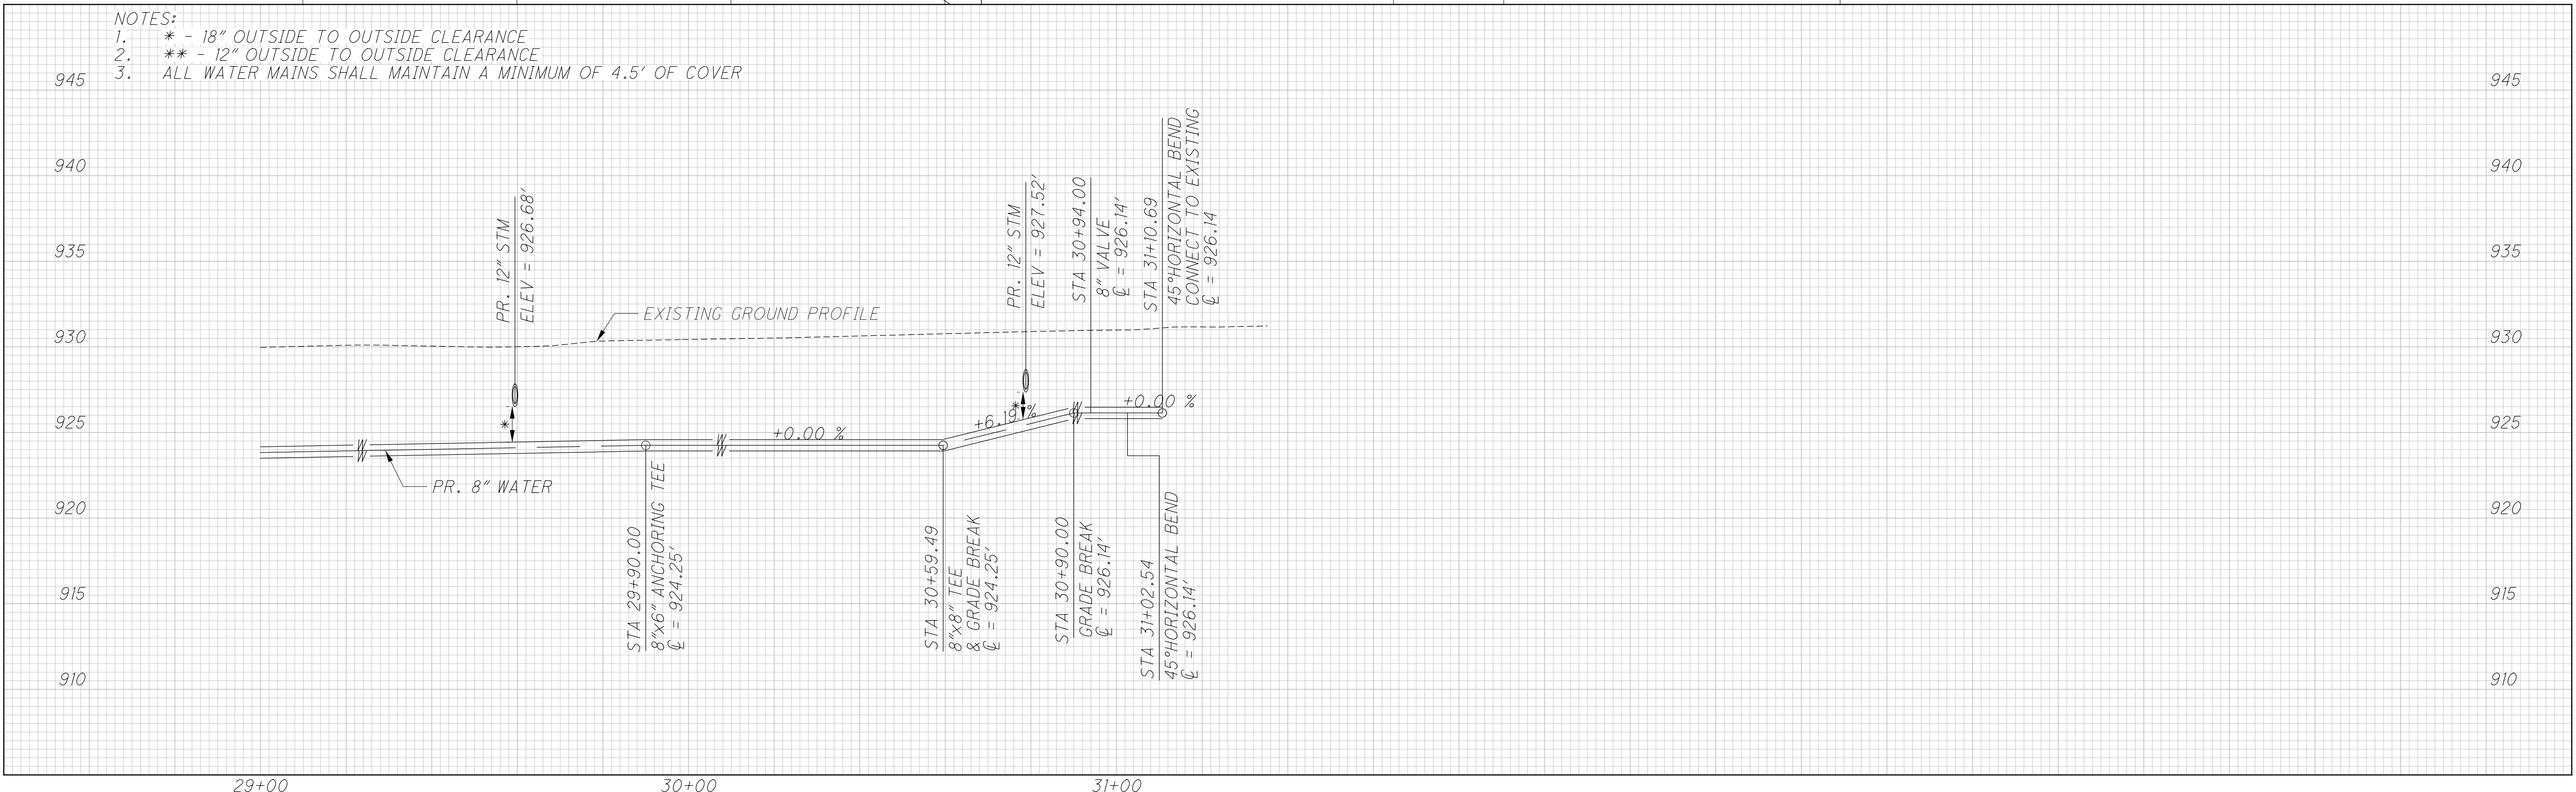 NOTES:
1. * - 18" OUTSIDE TO OUTSIDE CLEARANCE
2. ** - 12" OUTSIDE TO OUTSIDE CLEARANCE
3. ALL WATER MAINS SHALL MAINTAIN A MINIMUM OF 4.5' OF COVER
945
940
935
930
925
920
915
910
PR. 12" STM
ELEV = 926.68'
EXISTING GROUND PROFILE
*
PR. 8" WATER
STA 29+90.00
8"x6" ANCHORING TEE
℄ = 924.25'
+0.00 %
STA 30+59.49
8"x8" TEE
& GRADE BREAK
℄ = 924.25'
PR. 12" STM
ELEV = 927.52'
*
+6.19 %
STA 30+90.00
GRADE BREAK
℄ = 926.14'
STA 30+94.00
8" VALVE
℄ = 926.14'
+0.00 %
STA 31+02.54
45°HORIZONTAL BEND
℄ = 926.14'
STA 31+10.69
45°HORIZONTAL BEND
CONNECT TO EXISTING
℄ = 926.14
945
940
935
930
925
920
915
910
29+00
30+00
31+00